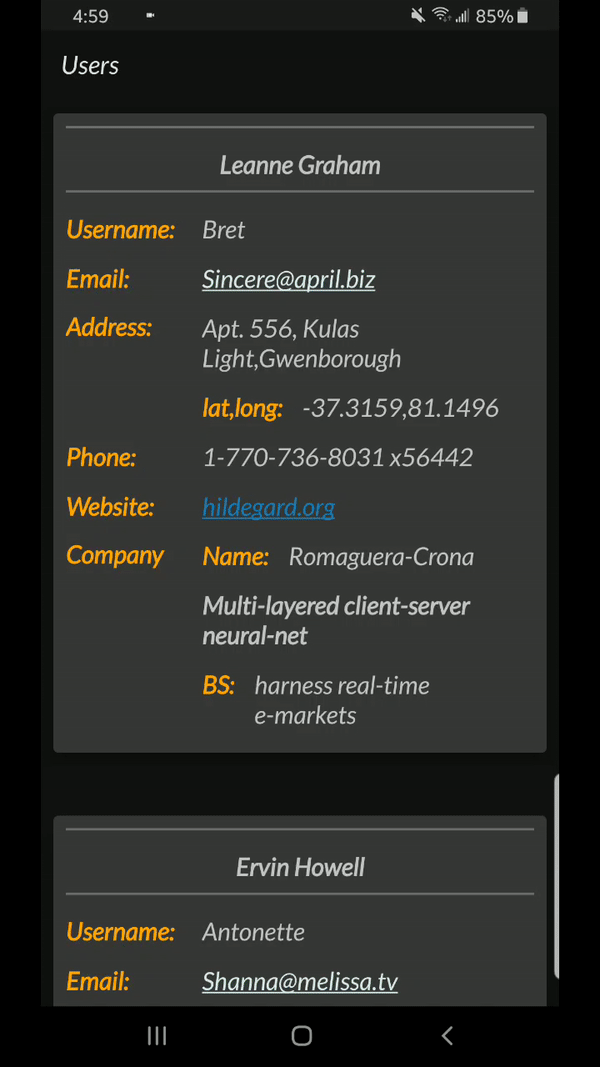 4:59 85%
Users
Leanne Graham
Username: Bret
Email: Sincere@april.biz
Address: Apt. 556, Kulas
Light,Gwenborough
lat,long: -37.3159,81.1496
Phone: 1-770-736-8031 x56442
Website: hildegard.org
Company Name: Romaguera-Crona
Multi-layered client-server
neural-net
BS: harness real-time
e-markets
Ervin Howell
Username: Antonette
Email: Shanna@melissa.tv